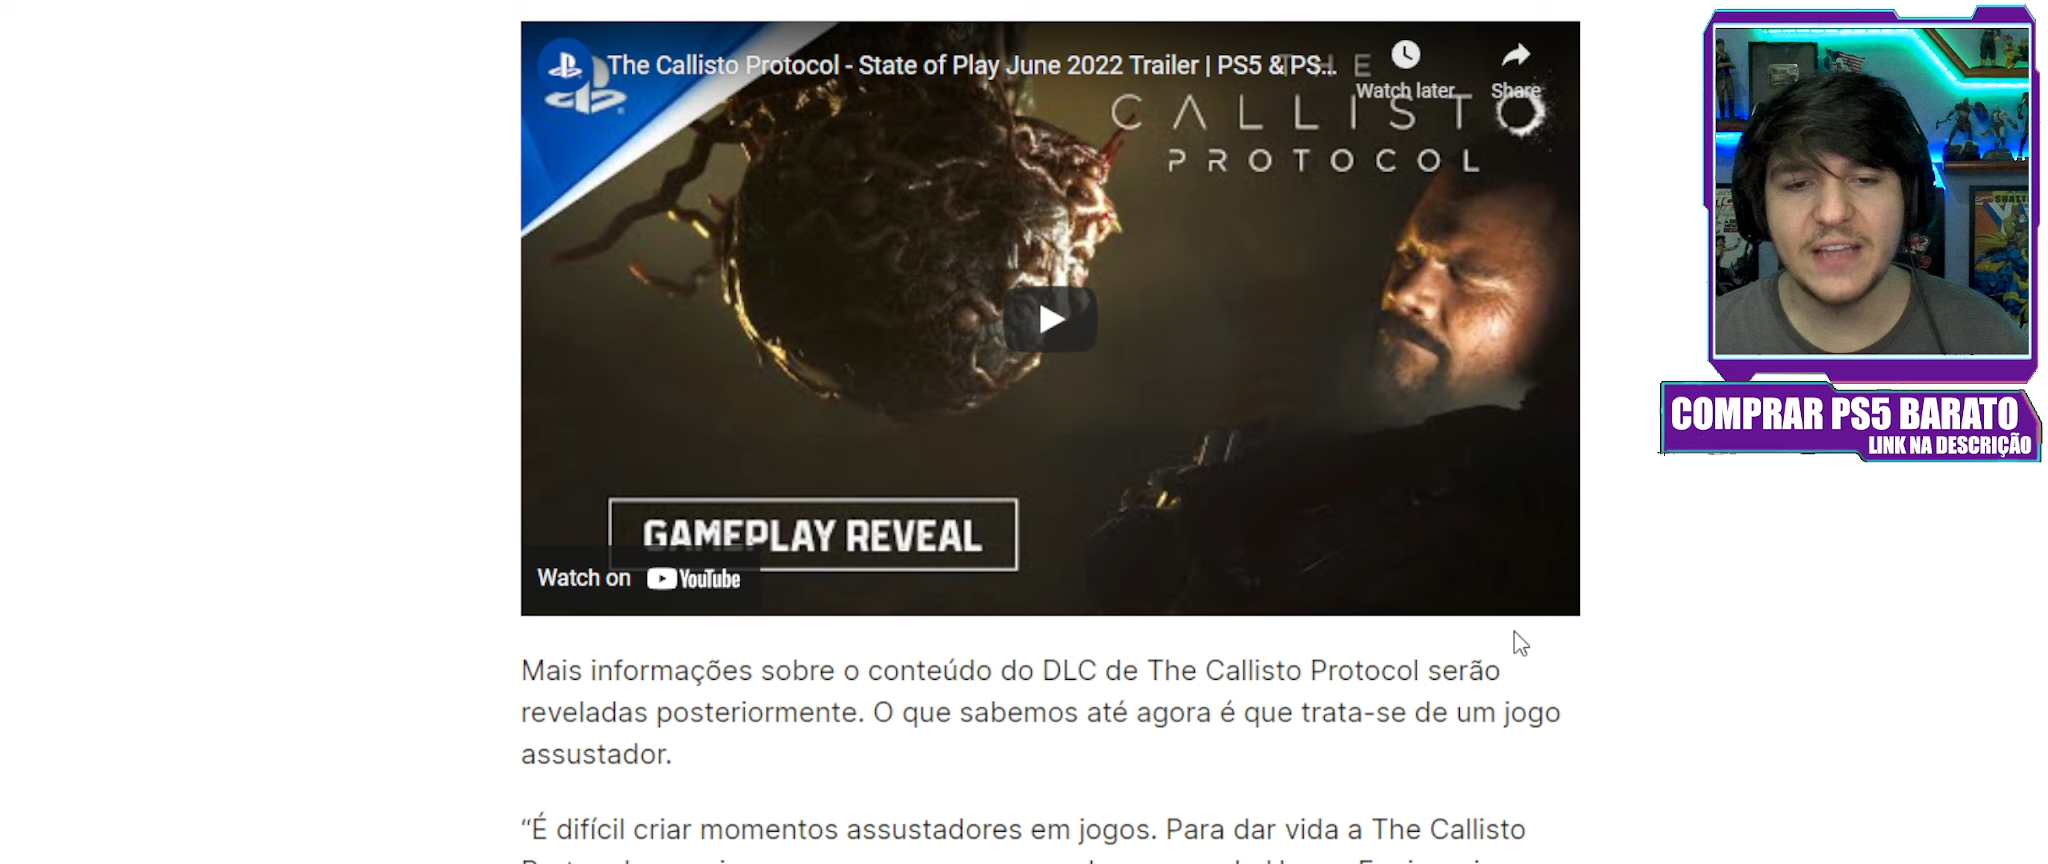 The Callisto Protocol - State of Play June 2022 Trailer | PS5 & PS...
Watch later
Share
THE
CALLISTO
PROTOCOL
GAMEPLAY REVEAL
Watch on YouTube
COMPRAR PS5 BARATO
LINK NA DESCRIÇÃO
Mais informações sobre o conteúdo do DLC de The Callisto Protocol serão
reveladas posteriormente. O que sabemos até agora é que trata-se de um jogo
assustador.
“É difícil criar momentos assustadores em jogos. Para dar vida a The Callisto